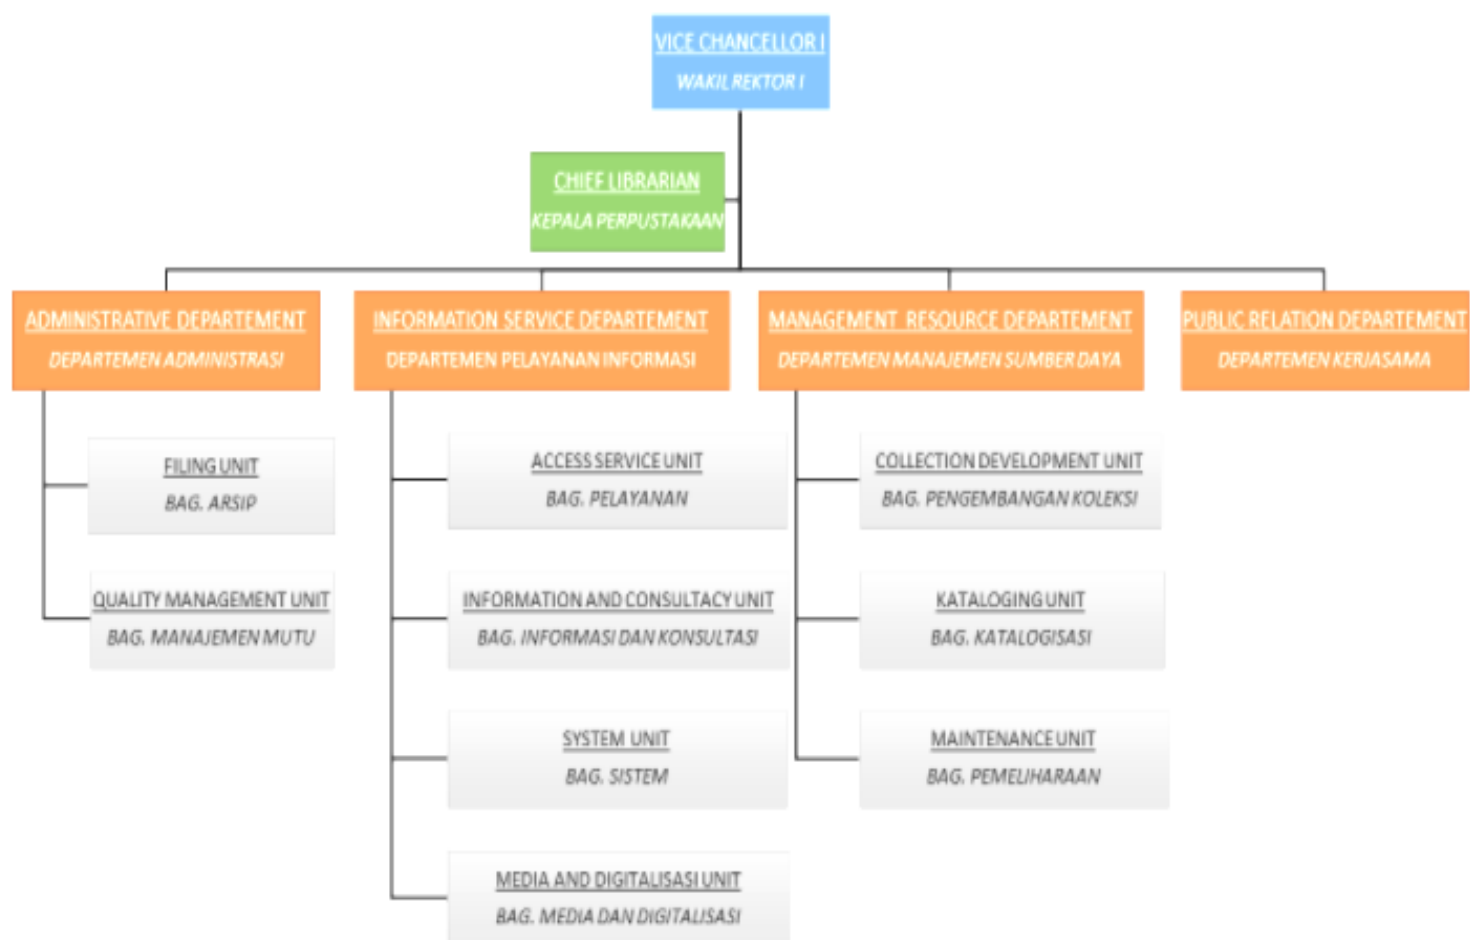 VICE CHANCELLOR I
WAKIL REKTOR I
CHIEF LIBRARIAN
KEPALA PERPUSTAKAAN
ADMINISTRATIVE DEPARTEMENT
DEPARTEMEN ADMINISTRASI
INFORMATION SERVICE DEPARTEMENT
DEPARTEMEN PELAYANAN INFORMASI
MANAGEMENT RESOURCE DEPARTEMENT
DEPARTEMEN MANAJEMEN SUMBER DAYA
PUBLIC RELATION DEPARTEMENT
DEPARTEMEN KERJASAMA
FILING UNIT
BAG. ARSIP
QUALITY MANAGEMENT UNIT
BAG. MANAJEMEN MUTU
ACCESS SERVICE UNIT
BAG. PELAYANAN
INFORMATION AND CONSULTACY UNIT
BAG. INFORMASI DAN KONSULTASI
SYSTEM UNIT
BAG. SISTEM
MEDIA AND DIGITALISASI UNIT
BAG. MEDIA DAN DIGITALISASI
COLLECTION DEVELOPMENT UNIT
BAG. PENGEMBANGAN KOLEKSI
KATALOGING UNIT
BAG. KATALOGISASI
MAINTENANCE UNIT
BAG. PEMELIHARAAN